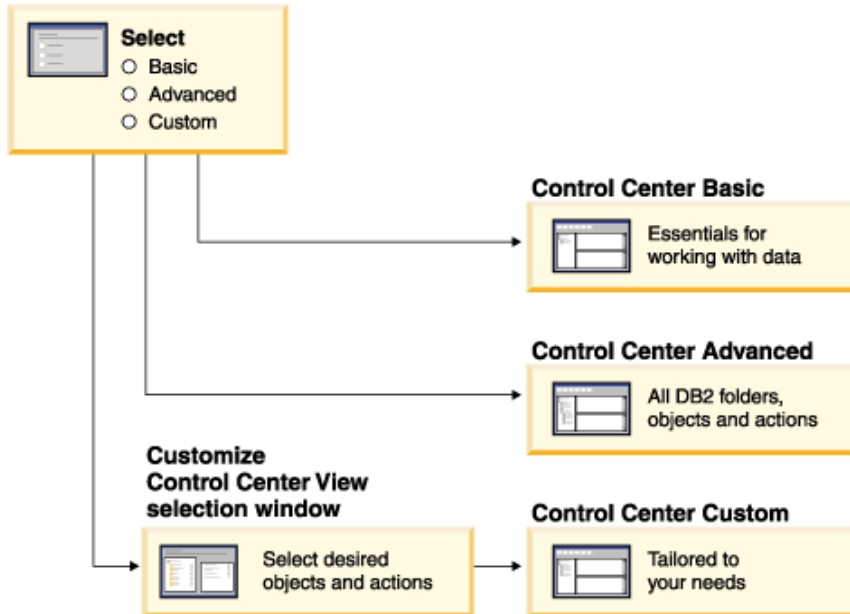 Select
Basic
Advanced
Custom
Control Center Basic
Essentials for
working with data
Control Center Advanced
All DB2 folders,
objects and actions
Customize
Control Center View
selection window
Select desired
objects and actions
Control Center Custom
Tailored to
your needs